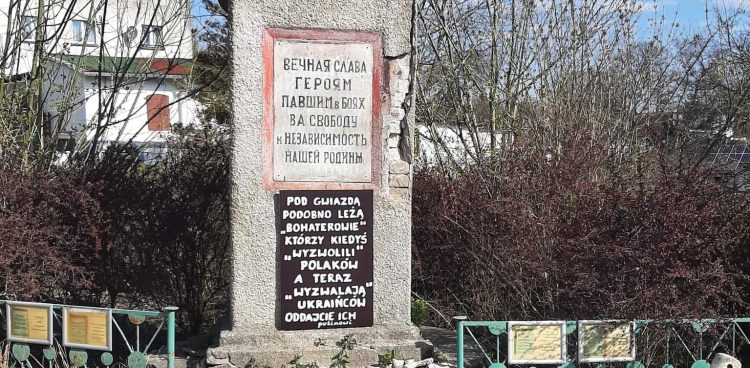 ВЕЧНАЯ СЛАВА
ГЕРОЯМ
ПАВШИМ в БОЯХ
ВА СВОБОДУ
и НЕЗАВИСИМОСТЬ
НАШЕЙ РОДИНЫ
POD GWIAZDĄ
PODOBNO LEŻĄ
„BOHATEROWIE"
KTÓRZY KIEDYŚ
"WYZWOLILI"
POLAKÓW
A TERAZ
"WYZWALAJĄ"
UKRAIŃCÓW
ODDAJCIE ICH
putinowi